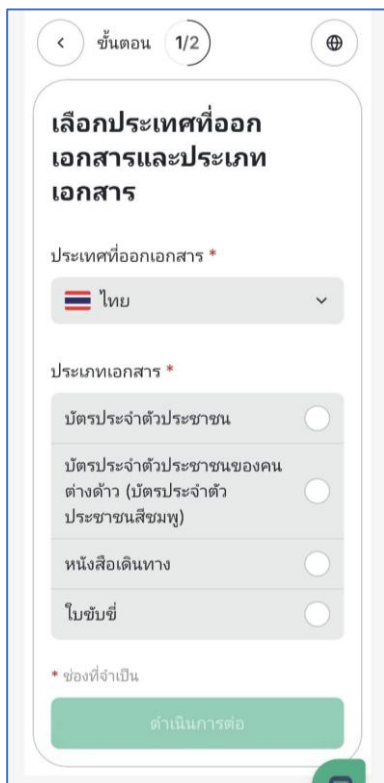 ขั้นตอน 1/2
เลือกประเทศที่ออก
เอกสารและประเภท
เอกสาร
ประเทศที่ออกเอกสาร *
ไทย
ประเภทเอกสาร *
บัตรประจำตัวประชาชน
บัตรประจำตัวประชาชนของคน
ต่างด้าว (บัตรประจำตัว
ประชาชนสีชมพู)
หนังสือเดินทาง
ใบขับขี่
* ช่องที่จำเป็น
ดำเนินการต่อ